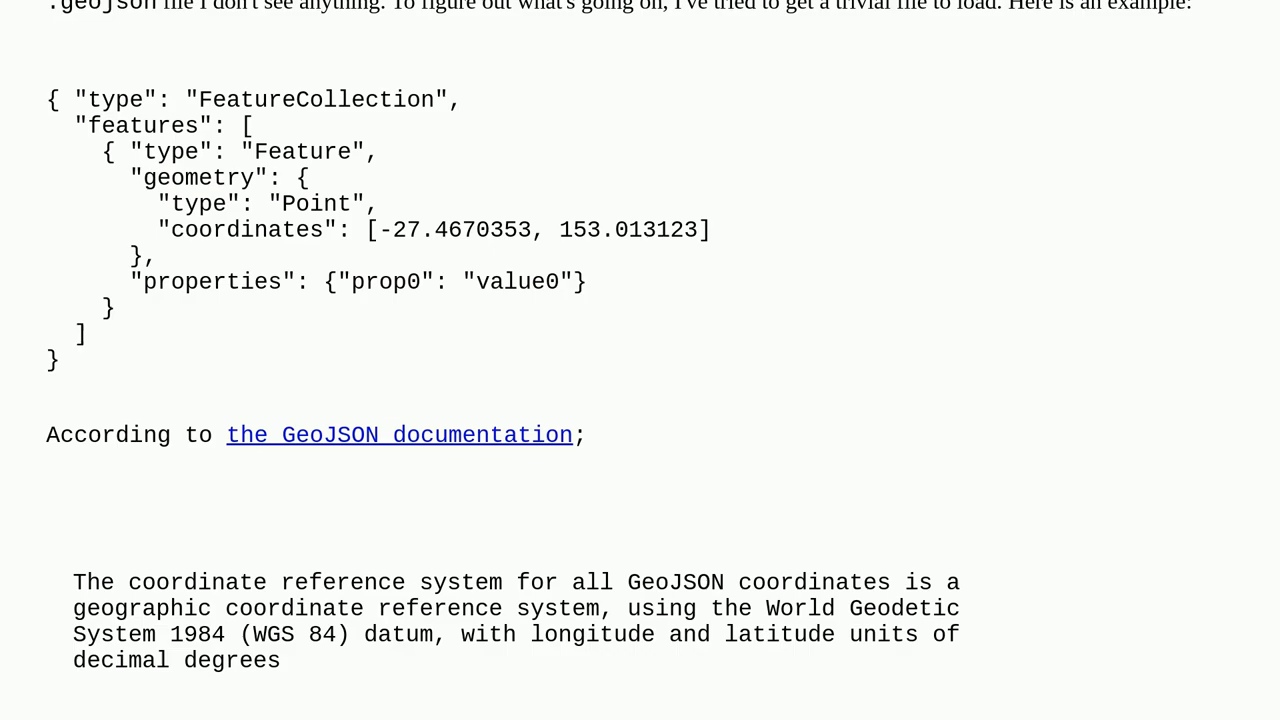 .geojson file I don't see anything. To figure out what's going on, I've tried to get a trivial file to load. Here is an example:
{ "type": "FeatureCollection",
  "features": [
    { "type": "Feature",
      "geometry": {
        "type": "Point",
        "coordinates": [-27.4670353, 153.013123]
      },
      "properties": {"prop0": "value0"}
    }
  ]
}
According to the GeoJSON documentation;
The coordinate reference system for all GeoJSON coordinates is a
geographic coordinate reference system, using the World Geodetic
System 1984 (WGS 84) datum, with longitude and latitude units of
decimal degrees